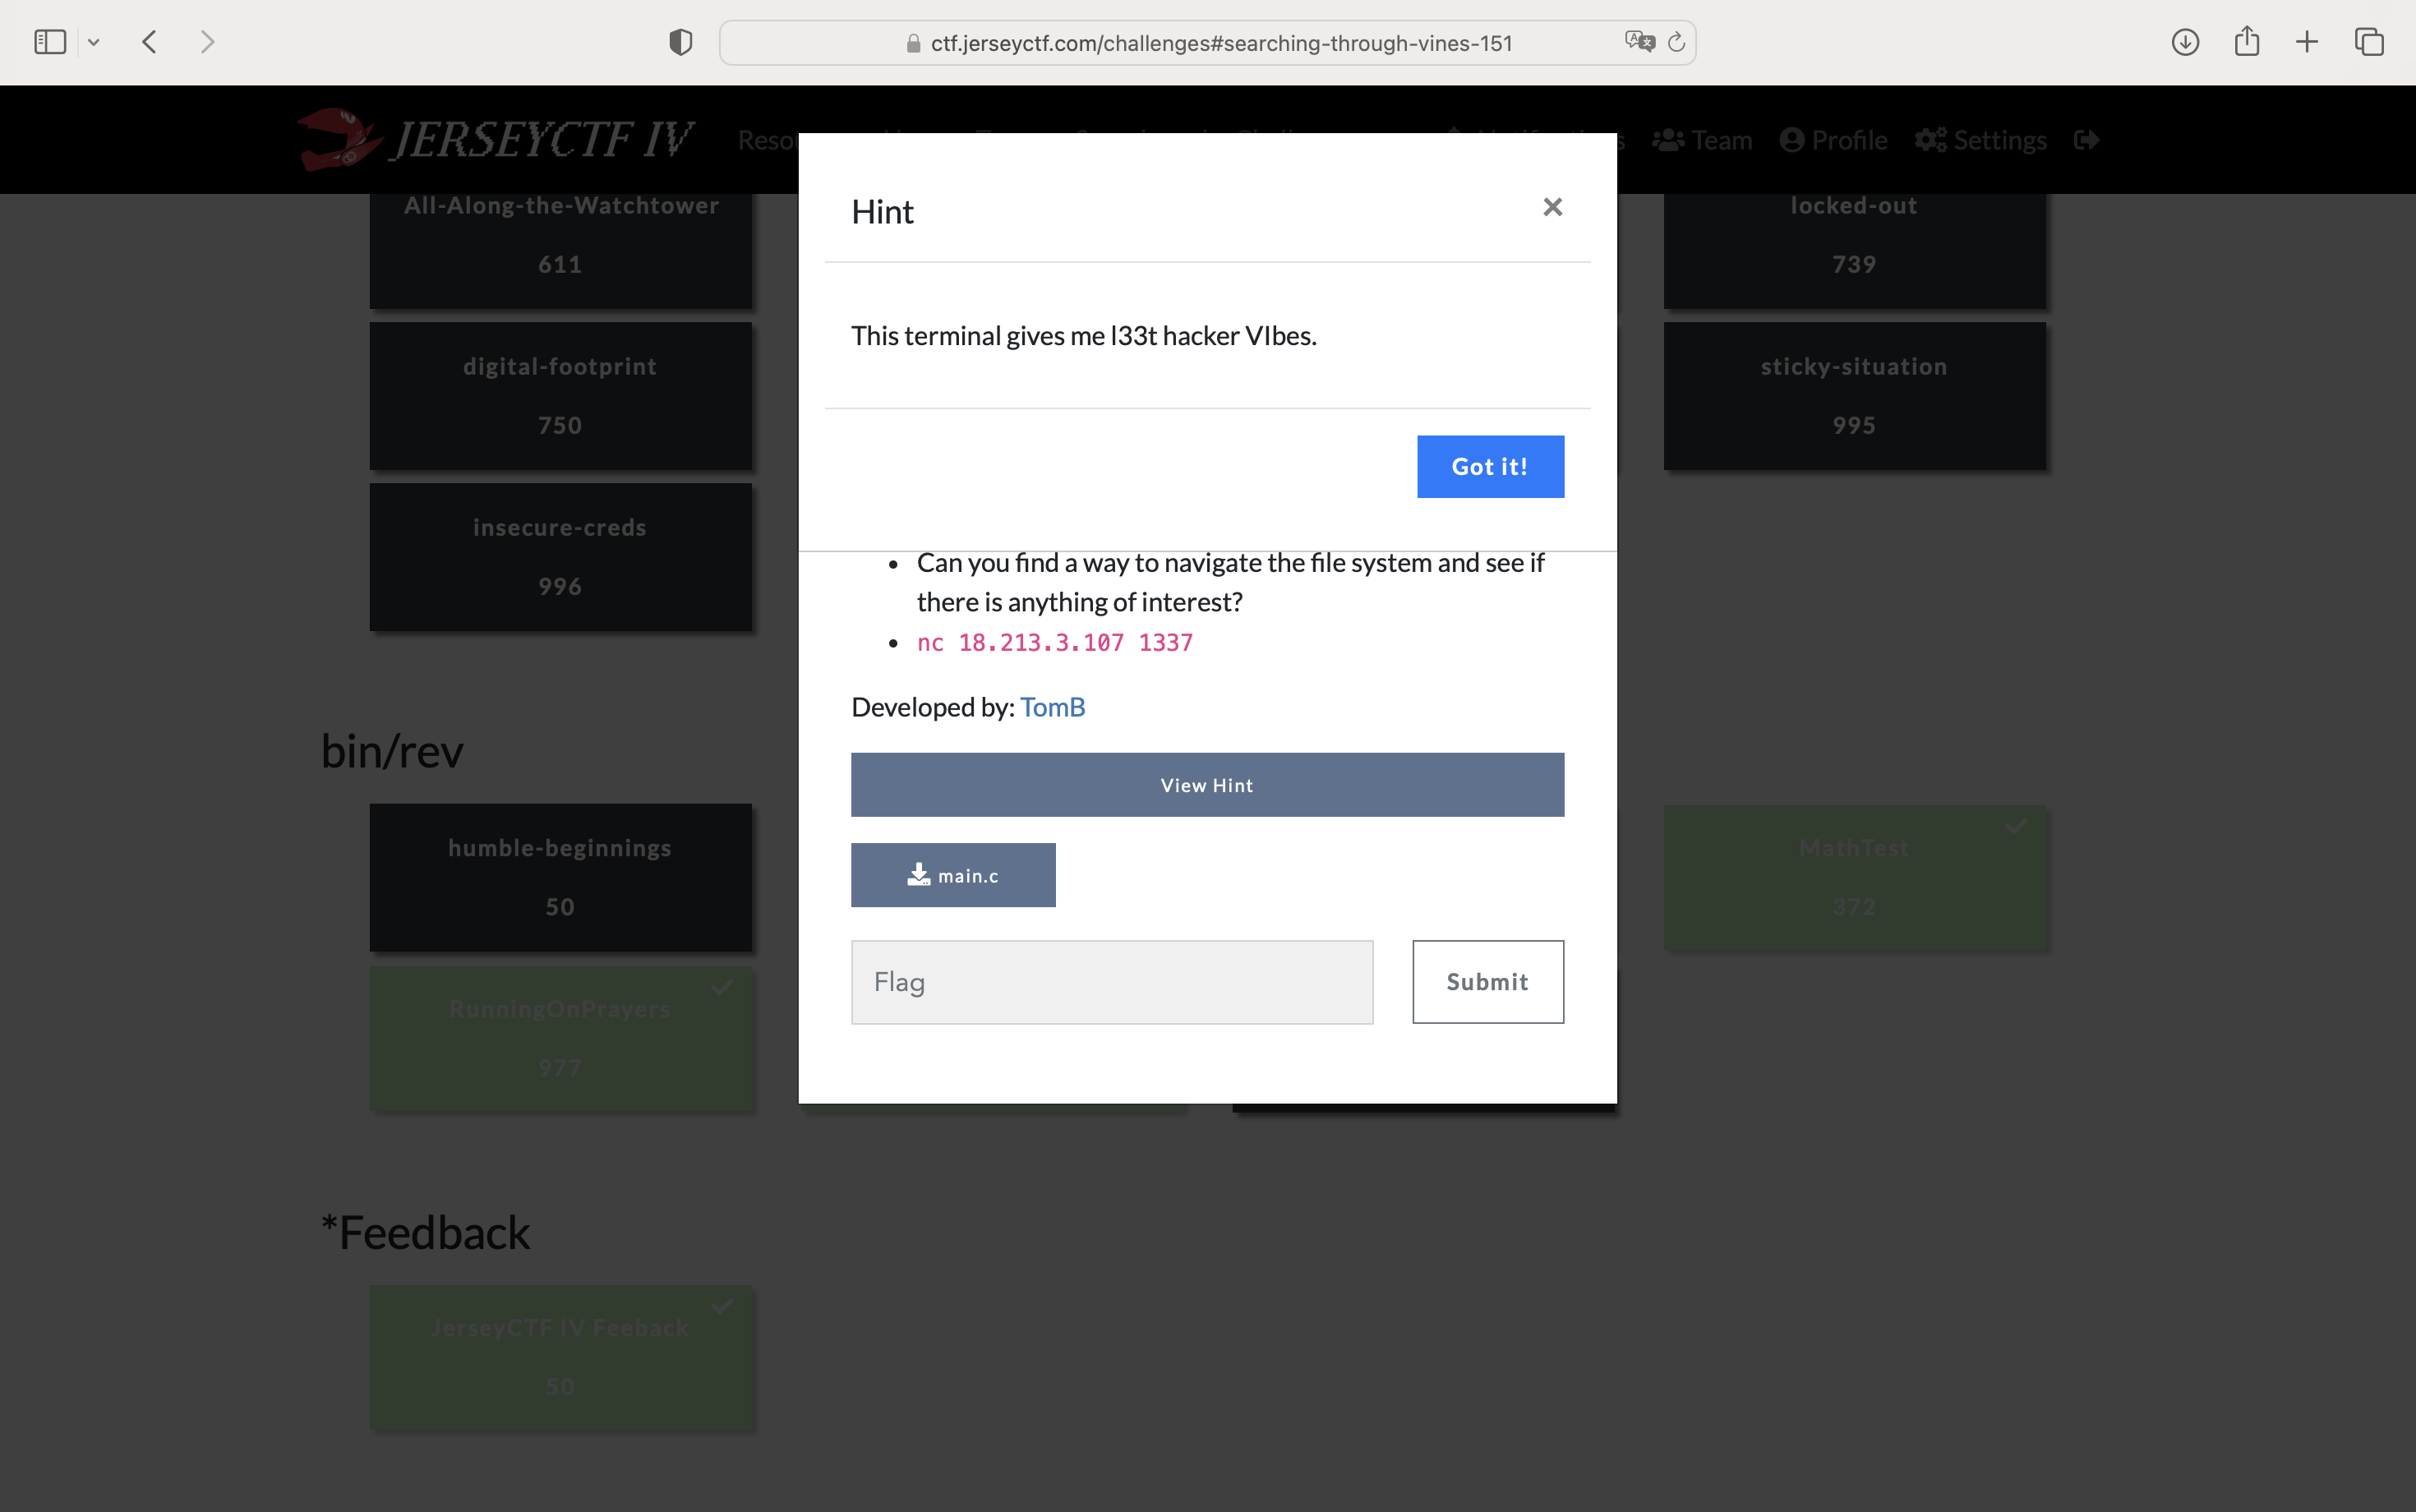 ctf.jerseyctf.com/challenges#searching-through-vines-151
JERSEYCTF IV
Team
Profile
Settings
All-Along-the-Watchtower
611
locked-out
739
digital-footprint
750
sticky-situation
995
insecure-creds
996
Hint
×
This terminal gives me l33t hacker VIbes.
Got it!
• Can you find a way to navigate the file system and see if
there is anything of interest?
• nc 18.213.3.107 1337
Developed by: TomB
View Hint
main.c
Flag
Submit
bin/rev
humble-beginnings
50
MathTest
372
RunningOnPrayers
977
*Feedback
JerseyCTF IV Feeback
50